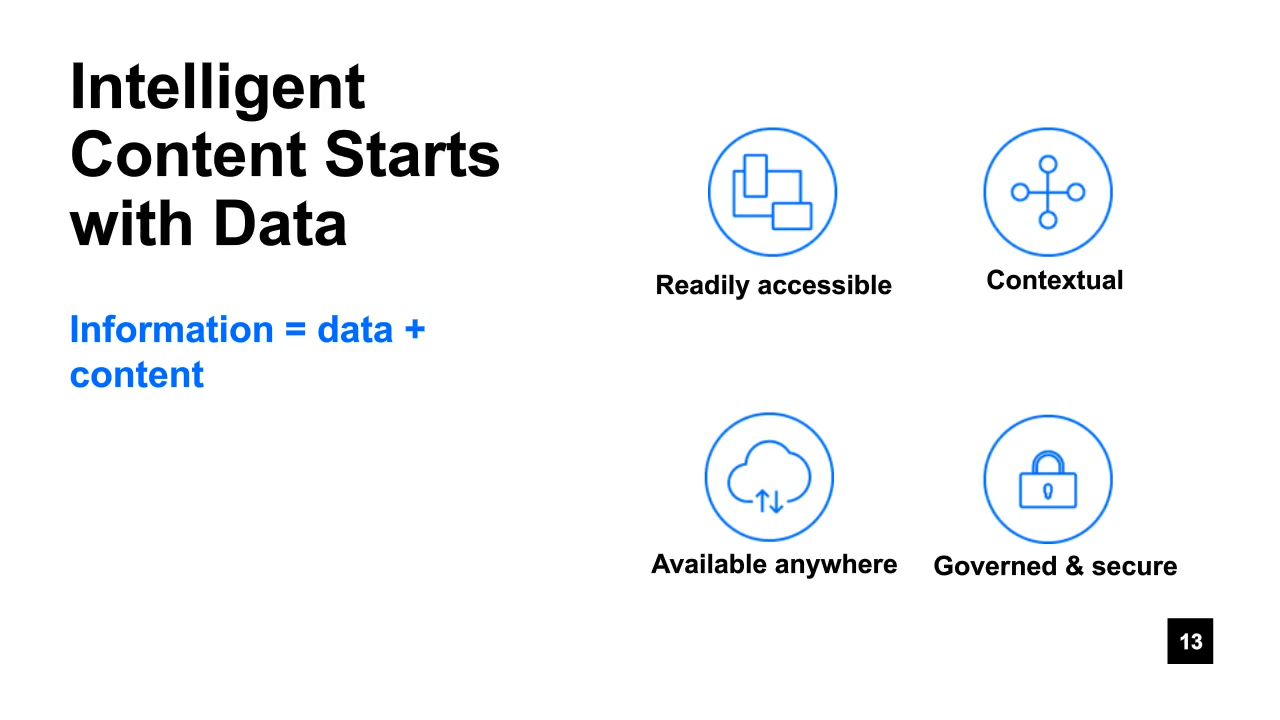 Intelligent
Content Starts
with Data
Information = data +
content
Readily accessible
Contextual
Available anywhere
Governed & secure
13